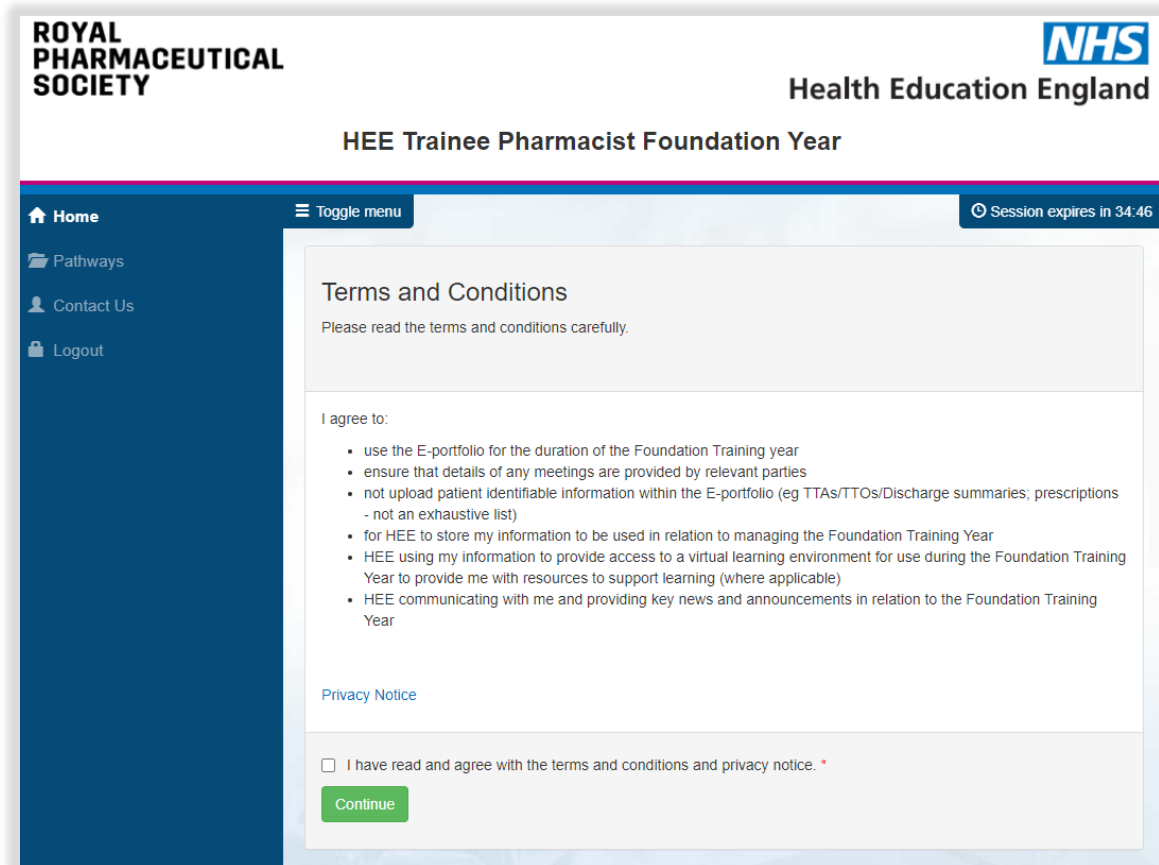 ROYAL
PHARMACEUTICAL
SOCIETY
NHS
Health Education England
HEE Trainee Pharmacist Foundation Year
Home
Pathways
Contact Us
Logout
Toggle menu
Session expires in 34:46
Terms and Conditions
Please read the terms and conditions carefully.
I agree to:
• use the E-portfolio for the duration of the Foundation Training year
• ensure that details of any meetings are provided by relevant parties
• not upload patient identifiable information within the E-portfolio (eg TTAs/TTOs/Discharge summaries; prescriptions
- not an exhaustive list)
• for HEE to store my information to be used in relation to managing the Foundation Training Year
• HEE using my information to provide access to a virtual learning environment for use during the Foundation Training
Year to provide me with resources to support learning (where applicable)
• HEE communicating with me and providing key news and announcements in relation to the Foundation Training
Year
Privacy Notice
I have read and agree with the terms and conditions and privacy notice. *
Continue